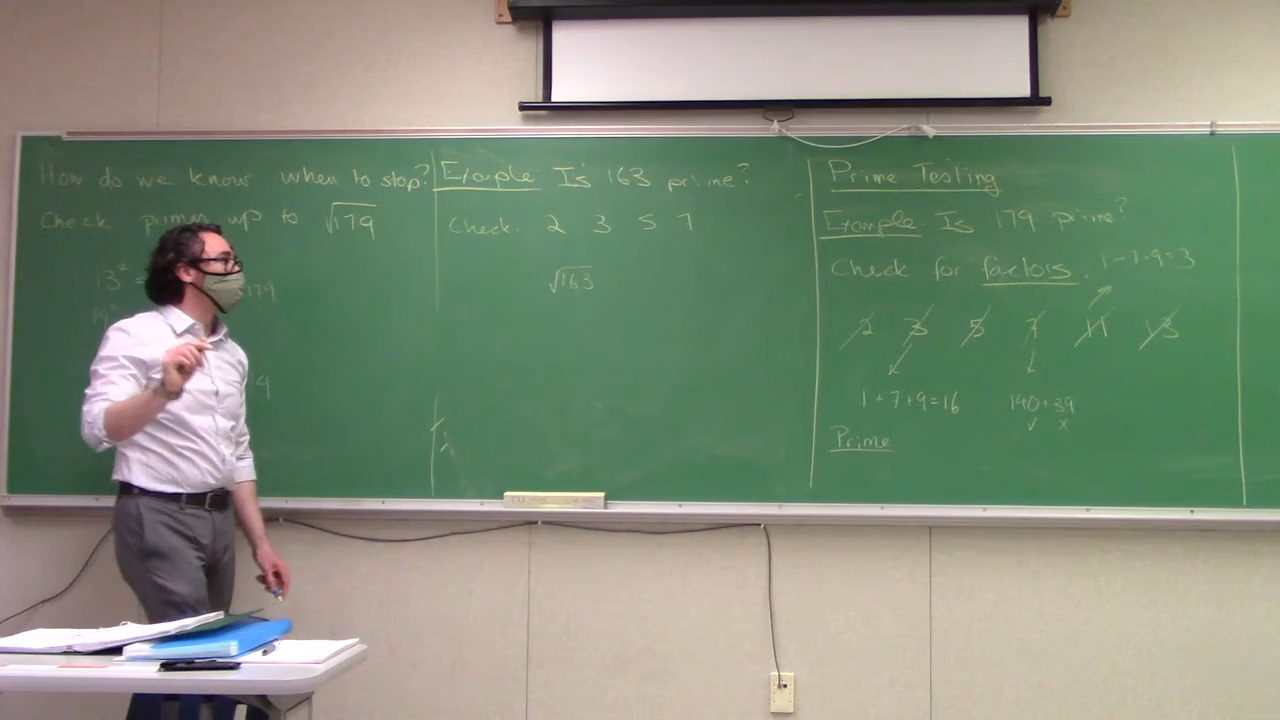 How do we know when to stop?
Check primes up to √179
13² =
179
14²
Example Is 163 prime?
Check. 2 3 5 7
√163
Prime Testing
Example. Is 179 prime?
Check for factors.
1-7+9=3
2 3 5 7 11 13
1+7+9=16
140+39
✓ x
Prime